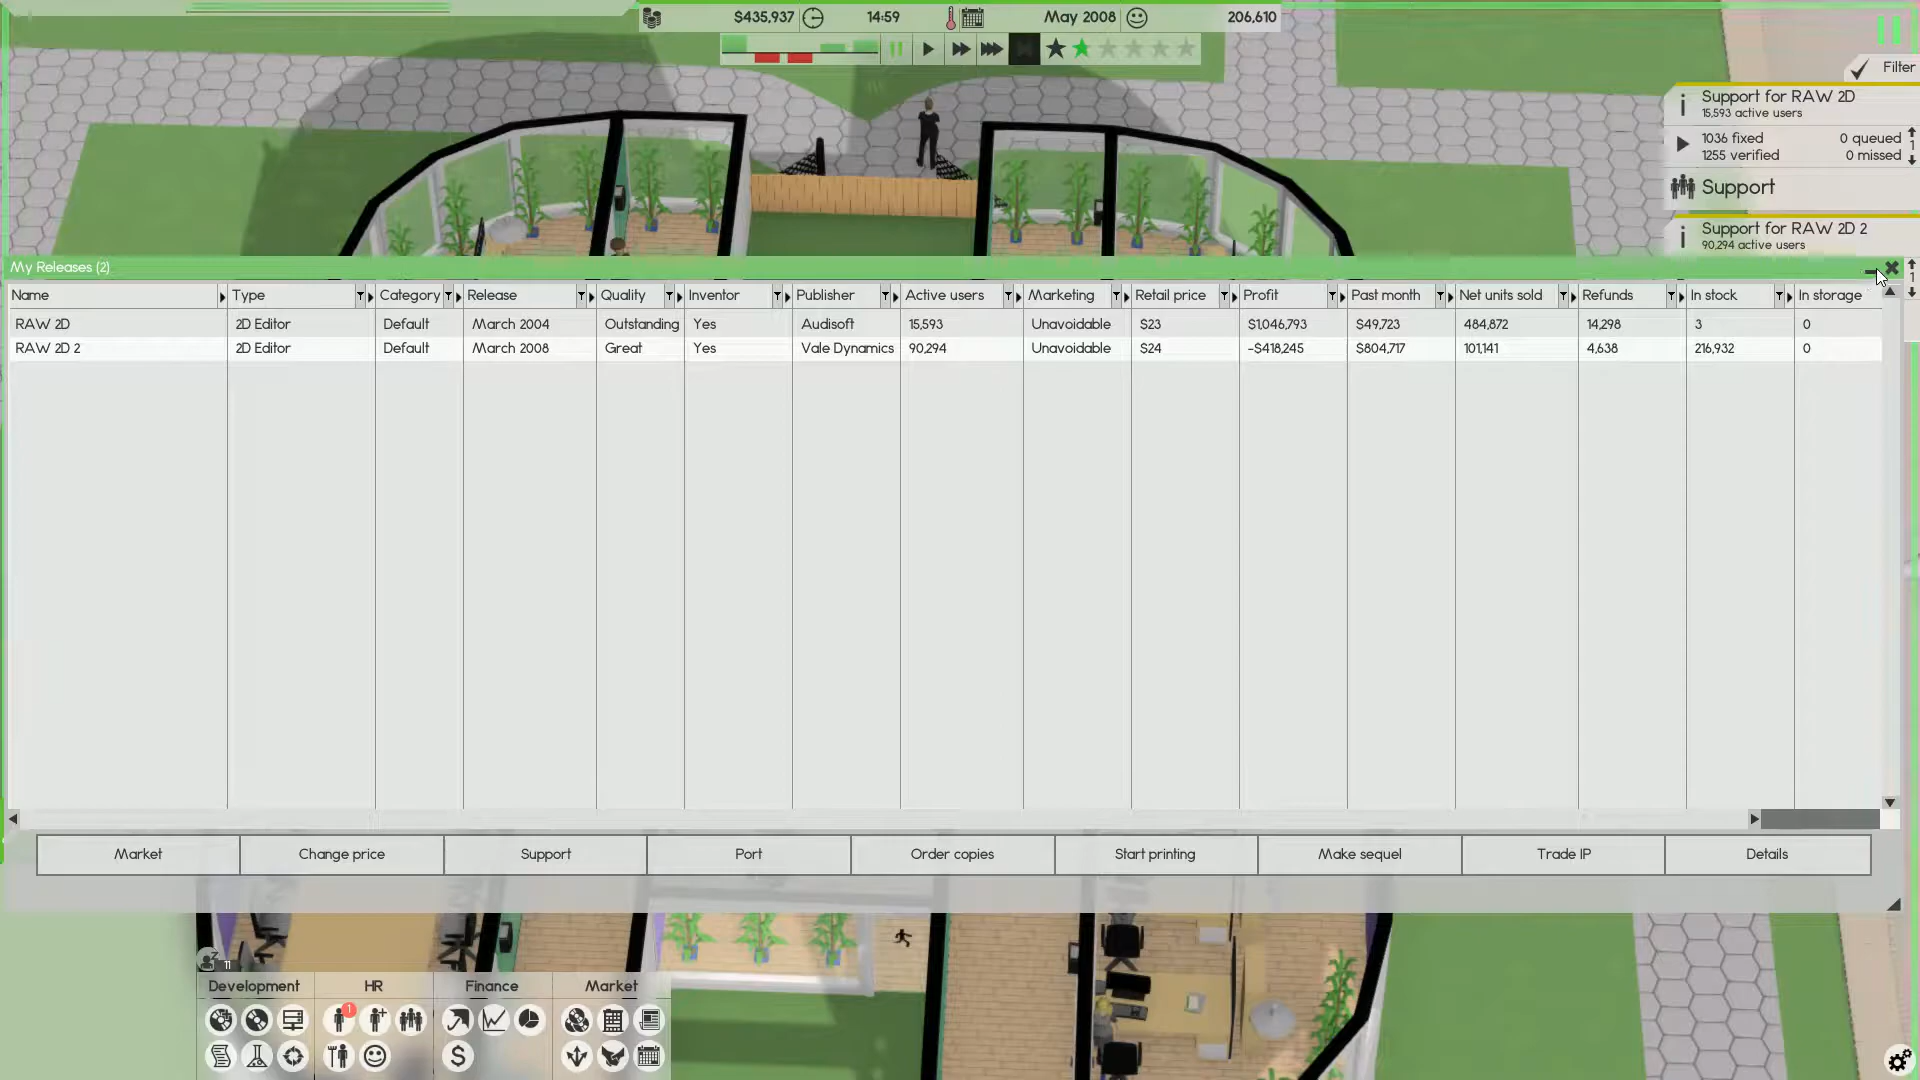 $435,937 14:59 May 2008 206,610
Filter
Support for RAW 2D
15,593 active users
1036 fixed 0 queued
1255 verified 0 missed
1
Support
Support for RAW 2D 2
90,294 active users
1
My Releases (2)
Name Type Category Release Quality Inventor Publisher Active users Marketing Retail price Profit Past month Net units sold Refunds In stock In storage
RAW 2D 2D Editor Default March 2004 Outstanding Yes Audisoft 15,593 Unavoidable $23 $1,046,793 $49,723 484,872 14,298 3 0
RAW 2D 2 2D Editor Default March 2008 Great Yes Vale Dynamics 90,294 Unavoidable $24 -$418,245 $804,717 101,141 4,638 216,932 0
Market Change price Support Port Order copies Start printing Make sequel Trade IP Details
11
Development HR Finance Market
1